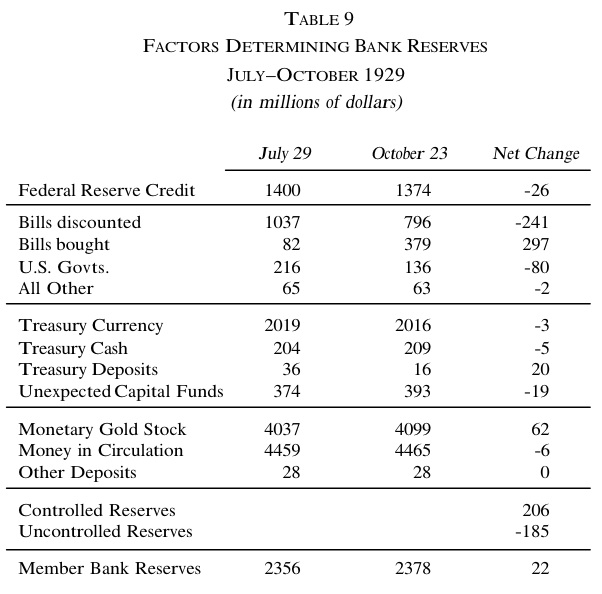 TABLE 9
FACTORS DETERMINING BANK RESERVES
JULY–OCTOBER 1929
(in millions of dollars)
July 29 October 23 Net Change
Federal Reserve Credit 1400 1374 -26
Bills discounted 1037 796 -241
Bills bought 82 379 297
U.S. Govts. 216 136 -80
All Other 65 63 -2
Treasury Currency 2019 2016 -3
Treasury Cash 204 209 -5
Treasury Deposits 36 16 20
Unexpected Capital Funds 374 393 -19
Monetary Gold Stock 4037 4099 62
Money in Circulation 4459 4465 -6
Other Deposits 28 28 0
Controlled Reserves 206
Uncontrolled Reserves -185
Member Bank Reserves 2356 2378 22